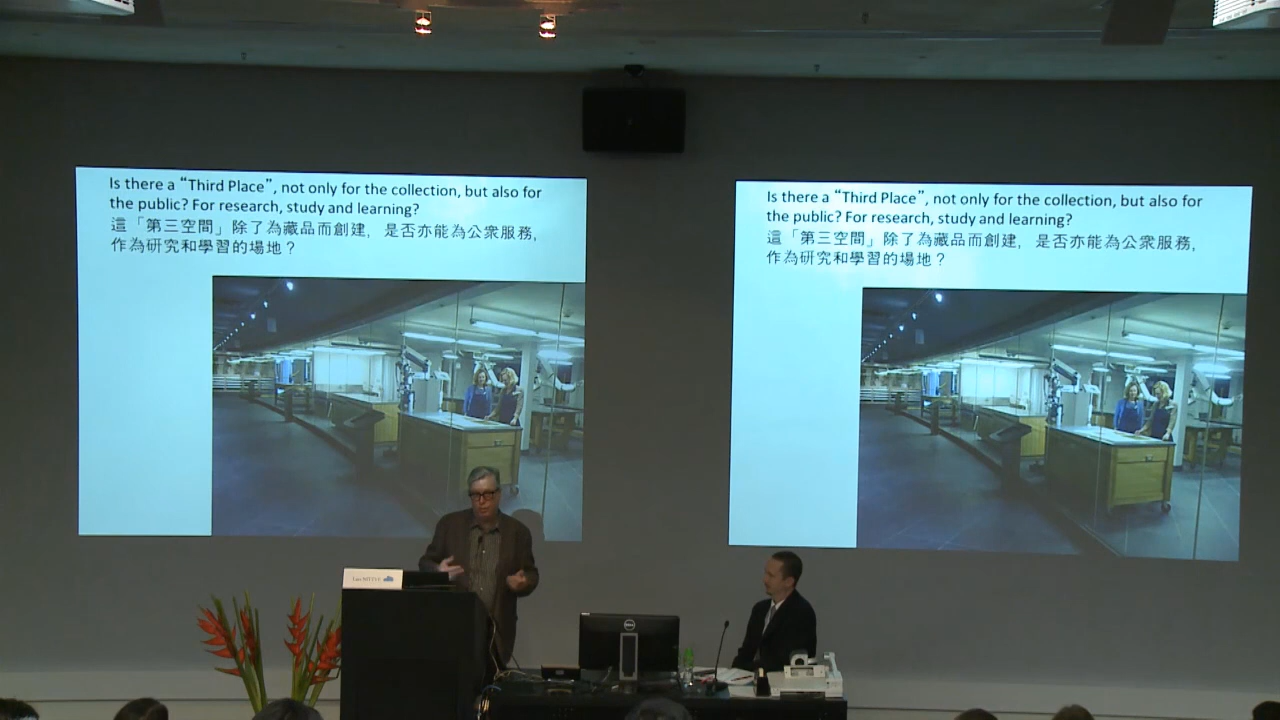 Is there a “Third Place”, not only for the collection, but also for
the public? For research, study and learning?
這「第三空間」除了為藏品而創建，是否亦能為公眾服務，
作為研究和學習的場地？
Is there a “Third Place”, not only for the collection, but also for
the public? For research, study and learning?
這「第三空間」除了為藏品而創建，是否亦能為公眾服務，
作為研究和學習的場地？
DELL